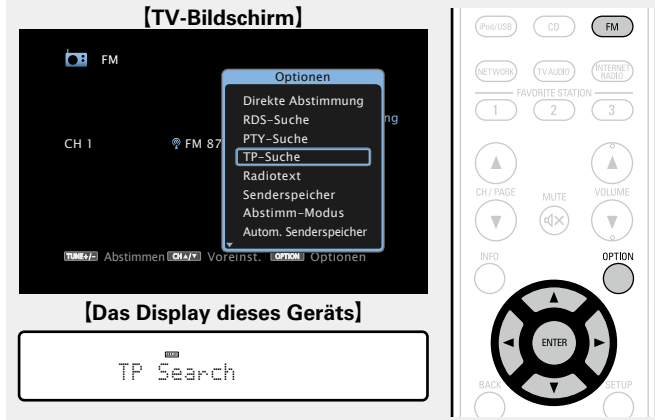 【TV-Bildschirm】
FM
Optionen
Direkte Abstimmung
RDS-Suche
ng
PTY-Suche
CH 1
FM 87
TP-Suche
Radiotext
Senderspeicher
Abstimm-Modus
Autom. Senderspeicher
TUNE+/- Abstimmen CH▲/▼ Voreinst. OPTION Optionen
【Das Display dieses Geräts】
TP Search
iPod/USB
CD
FM
NETWORK
TV AUDIO
INTERNET RADIO
FAVORITE STATION
1
2
3
CH / PAGE
MUTE
VOLUME
INFO
OPTION
ENTER
BACK
SETUP